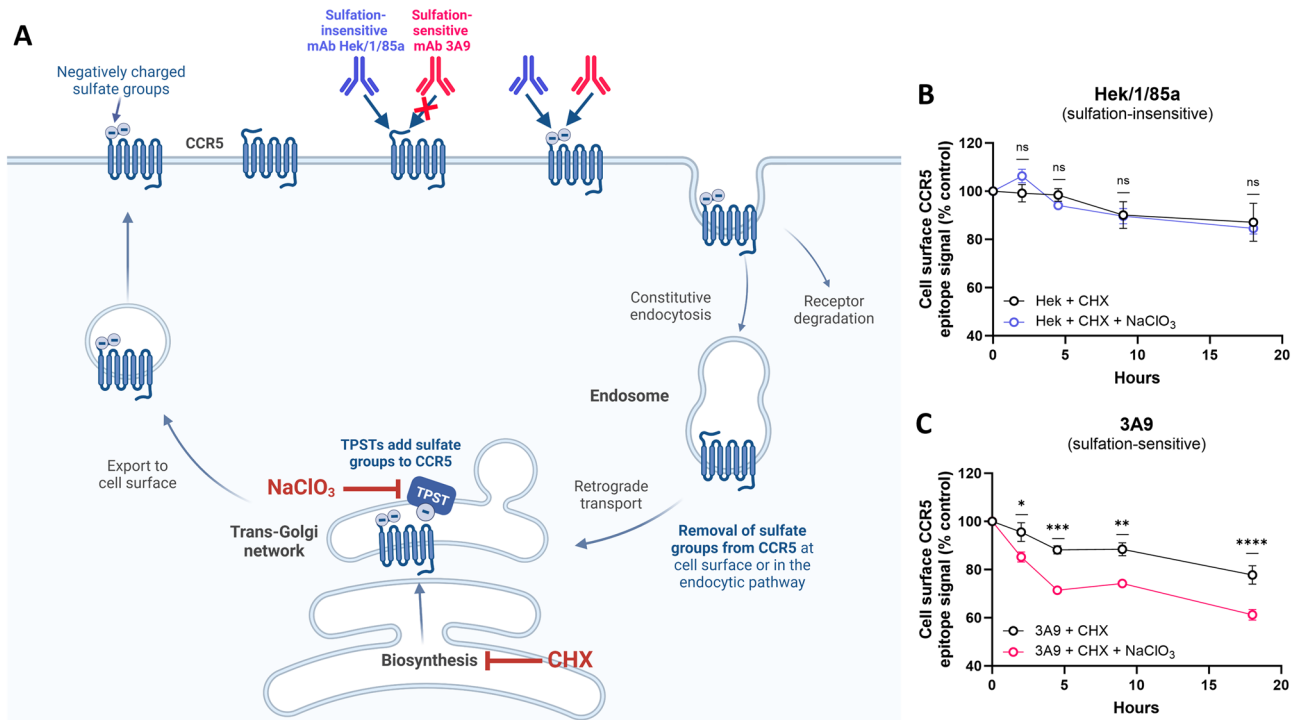 A
Sulfation-
insensitive
mAb Hek/1/85a
Sulfation-
sensitive
mAb 3A9
Negatively charged
sulfate groups
CCR5
Constitutive
endocytosis
Receptor
degradation
Endosome
TPSTs add sulfate
groups to CCR5
Export to
cell surface
NaClO₃
TPST
Retrograde
transport
Trans-Golgi
network
Removal of sulfate
groups from CCR5 at
cell surface or in the
endocytic pathway
Biosynthesis
CHX
B
Hek/1/85a
(sulfation-insensitive)
Cell surface CCR5
epitope signal (% control)
120
100
80
60
40
ns
ns
ns
ns
Hek + CHX
Hek + CHX + NaClO₃
0
5
10
15
20
Hours
C
3A9
(sulfation-sensitive)
Cell surface CCR5
epitope signal (% control)
120
100
80
60
40
*
***
**
****
3A9 + CHX
3A9 + CHX + NaClO₃
0
5
10
15
20
Hours